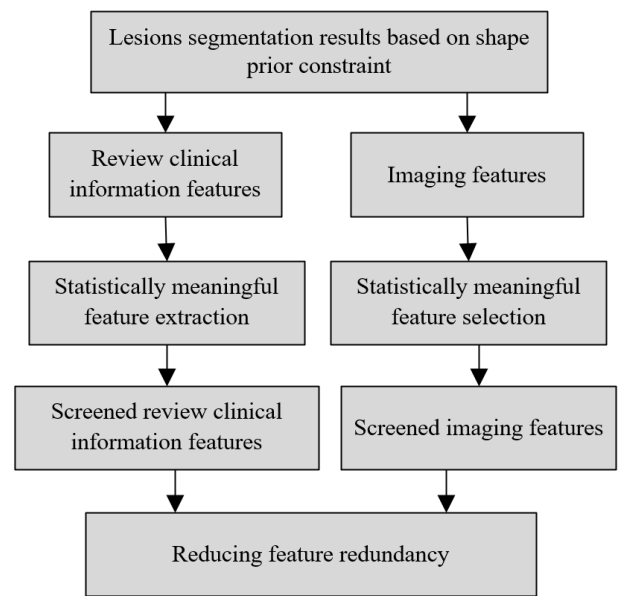 Lesions segmentation results based on shape
prior constraint
Review clinical
information features
Imaging features
Statistically meaningful
feature extraction
Statistically meaningful
feature selection
Screened review clinical
information features
Screened imaging features
Reducing feature redundancy